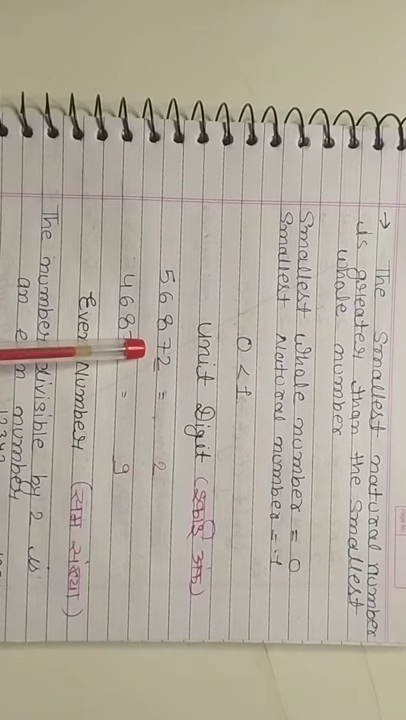 → The smallest natural number
is greater than the smallest
whole number
Smallest whole number = 0
Smallest Natural number = 1
0 < 1
Unit Digit (इकाई अंक)
56872 = 2
468 = 9
Even Number (सम संख्या)
The number divisible by 2 is
an number